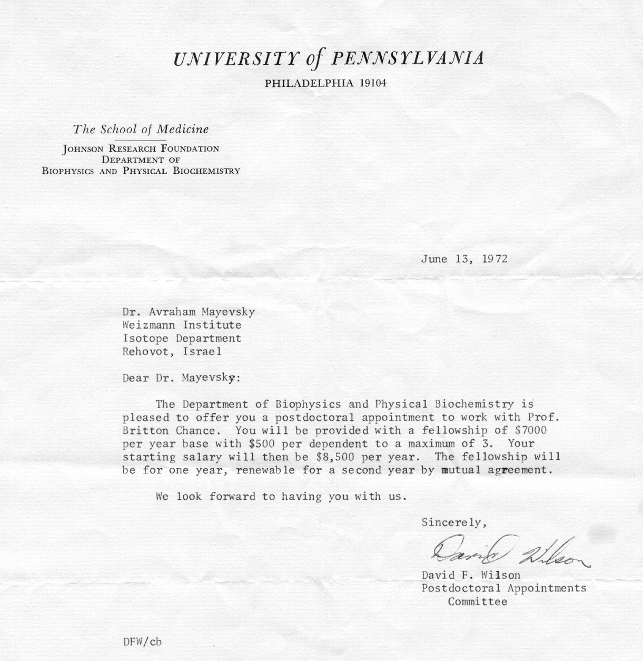 UNIVERSITY of PENNSYLVANIA
PHILADELPHIA 19104
The School of Medicine
JOHNSON RESEARCH FOUNDATION
DEPARTMENT OF
BIOPHYSICS AND PHYSICAL BIOCHEMISTRY
June 13, 1972
Dr. Avraham Mayevsky
Weizmann Institute
Isotope Department
Rehovot, Israel
Dear Dr. Mayevsky:
The Department of Biophysics and Physical Biochemistry is
pleased to offer you a postdoctoral appointment to work with Prof.
Britton Chance. You will be provided with a fellowship of $7000
per year base with $500 per dependent to a maximum of 3. Your
starting salary will then be $8,500 per year. The fellowship will
be for one year, renewable for a second year by mutual agreement.
We look forward to having you with us.
Sincerely,
David Wilson
David F. Wilson
Postdoctoral Appointments
Committee
DFW/cb